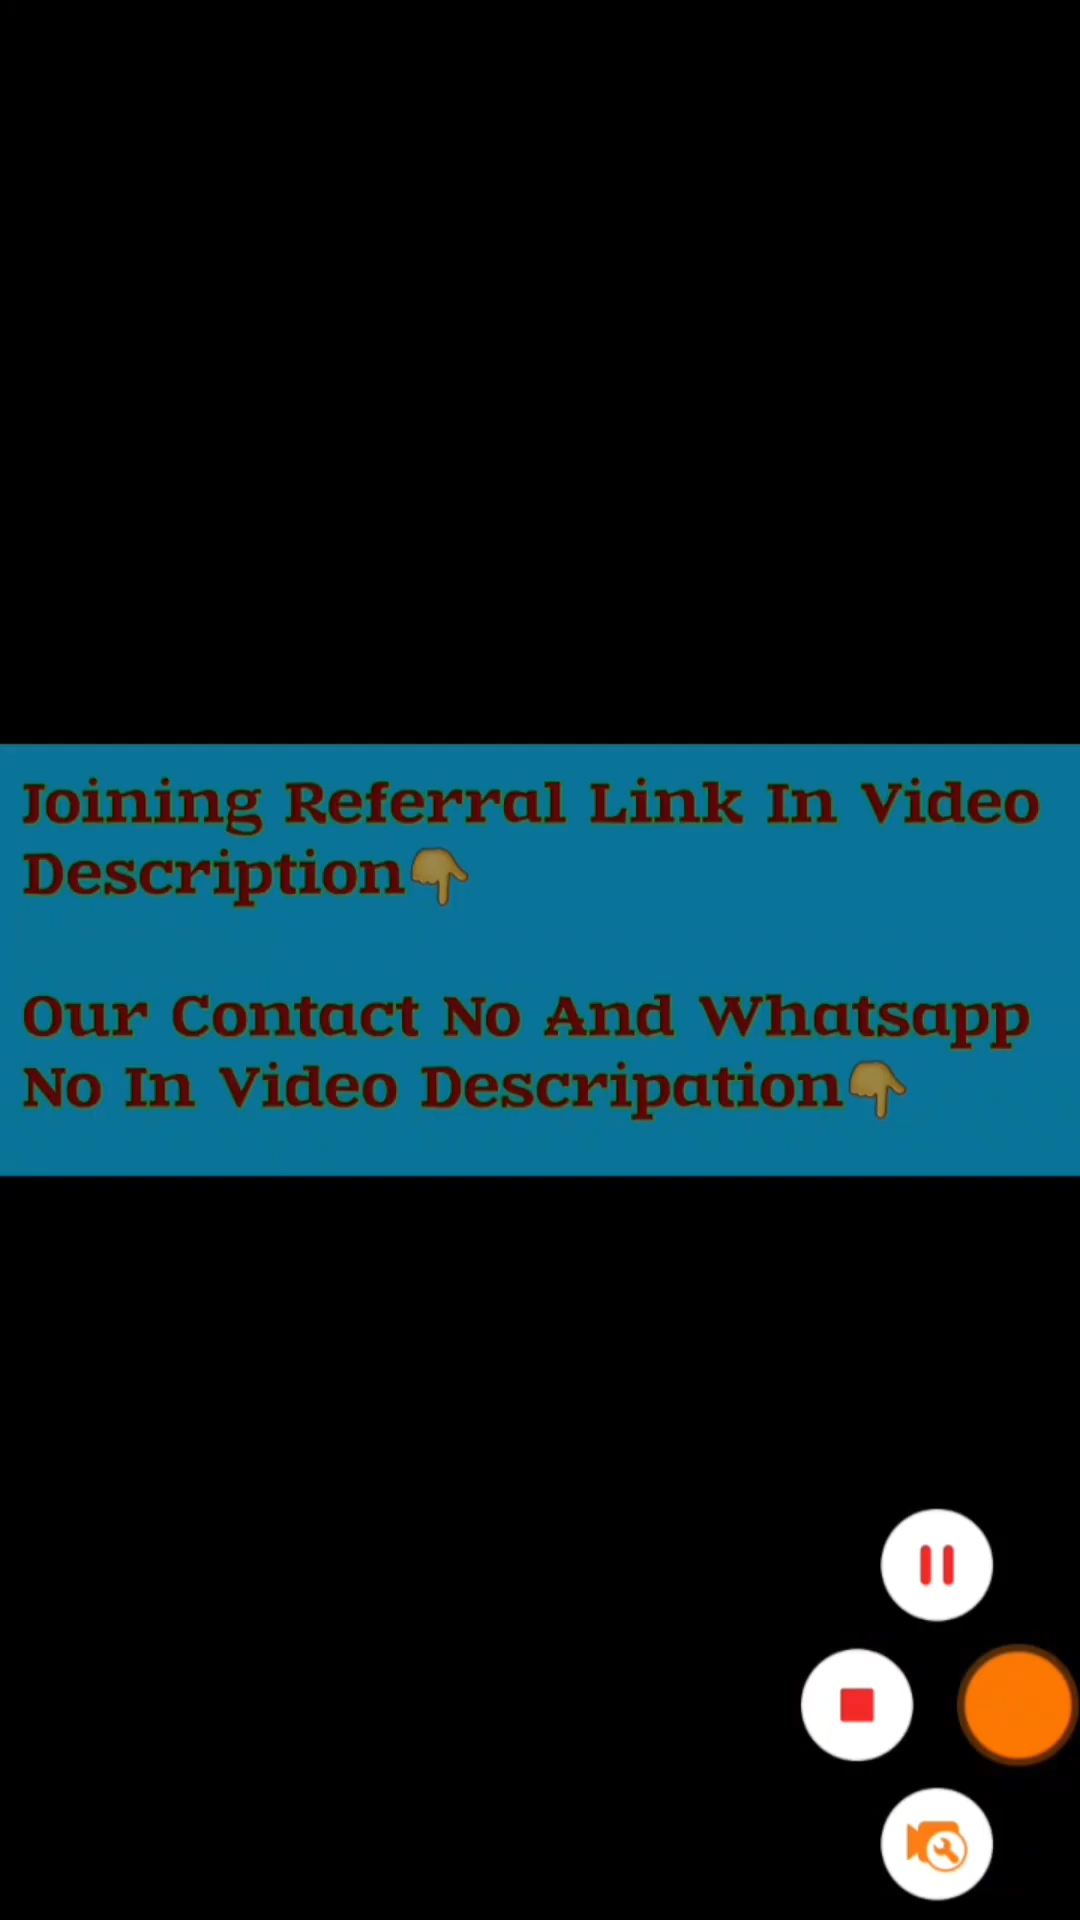 Joining Referral Link In Video
Description👇
Our Contact No And Whatsapp
No In Video Descripation👇